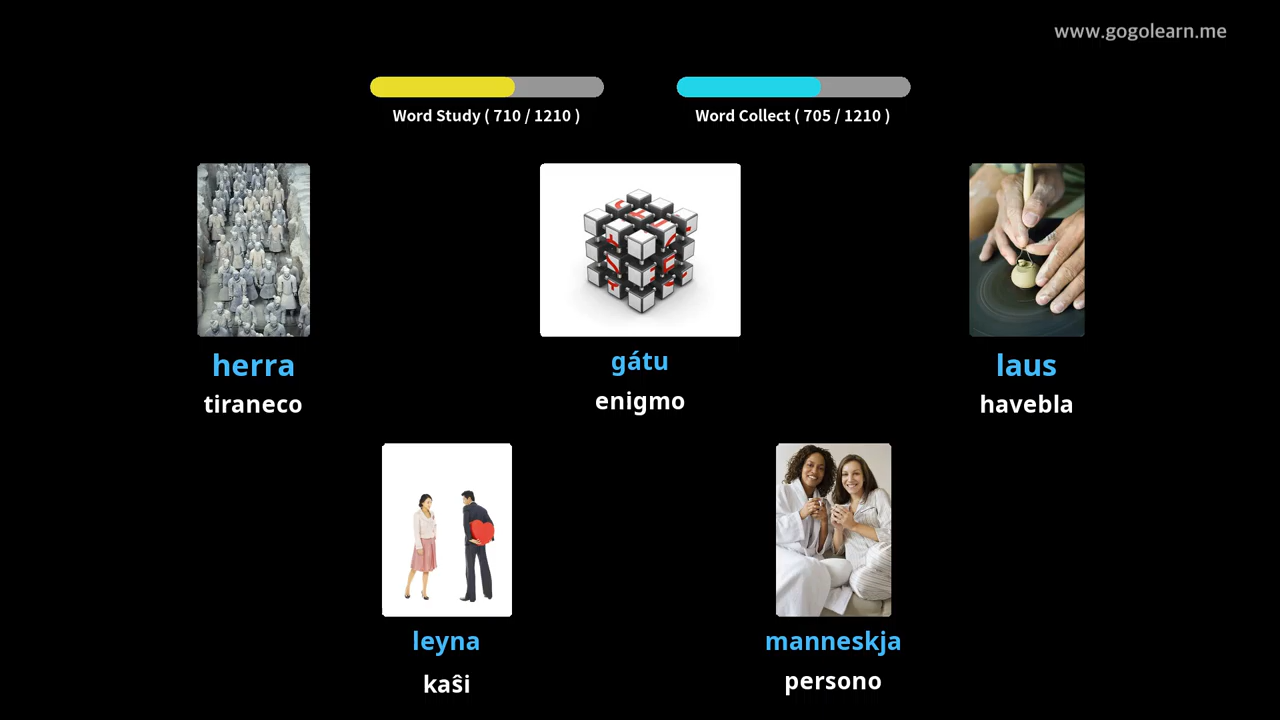 www.gogolearn.me
Word Study ( 710 / 1210 )
Word Collect ( 705 / 1210 )
herra
gátu
laus
tiraneco
enigmo
havebla
leyna
manneskja
kaŝi
persono